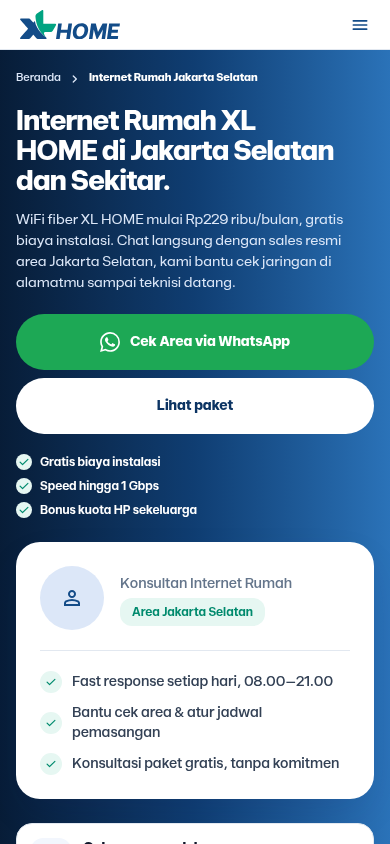 XL HOME
Beranda > Internet Rumah Jakarta Selatan
Internet Rumah XL
HOME di Jakarta Selatan
dan Sekitar.
WiFi fiber XL HOME mulai Rp229 ribu/bulan, gratis
biaya instalasi. Chat langsung dengan sales resmi
area Jakarta Selatan, kami bantu cek jaringan di
alamatmu sampai teknisi datang.
Cek Area via WhatsApp
Lihat paket
Gratis biaya instalasi
Speed hingga 1 Gbps
Bonus kuota HP sekeluarga
Konsultan Internet Rumah
Area Jakarta Selatan
Fast response setiap hari, 08.00–21.00
Bantu cek area & atur jadwal
pemasangan
Konsultasi paket gratis, tanpa komitmen